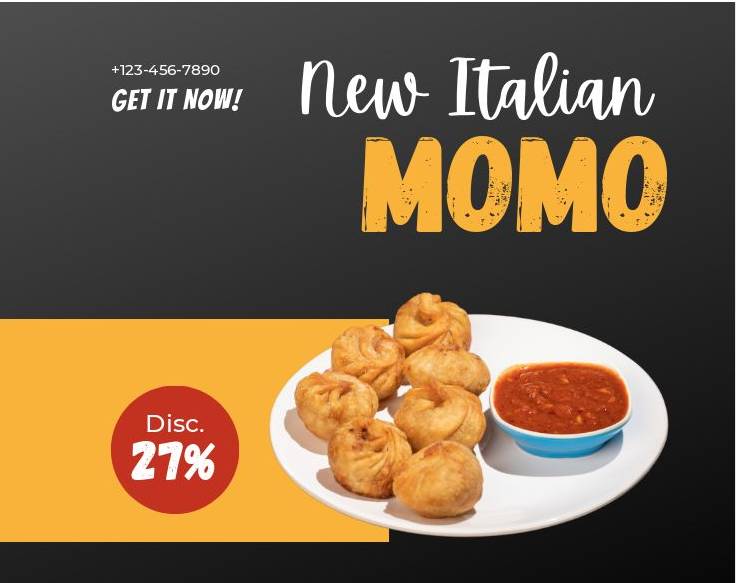 +123-456-7890
GET IT NOW!
New Italian
MOMO
Disc.
27%